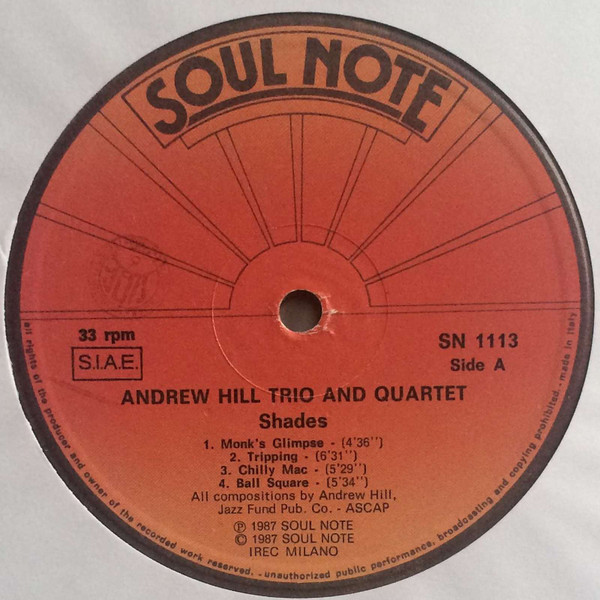 SOUL NOTE
33 rpm
S.I.A.E.
SN 1113
Side A
ANDREW HILL TRIO AND QUARTET
Shades
1. Monk's Glimpse - (4'36'')
2. Tripping - (6'31'')
3. Chilly Mac - (5'29'')
4. Ball Square - (5'34'')
All compositions by Andrew Hill,
Jazz Fund Pub. Co. - ASCAP
℗ 1987 SOUL NOTE
© 1987 SOUL NOTE
IREC MILANO
all rights of the producer and owner of the recorded work reserved. - unauthorized public performance, broadcasting and copying prohibited - made in italy